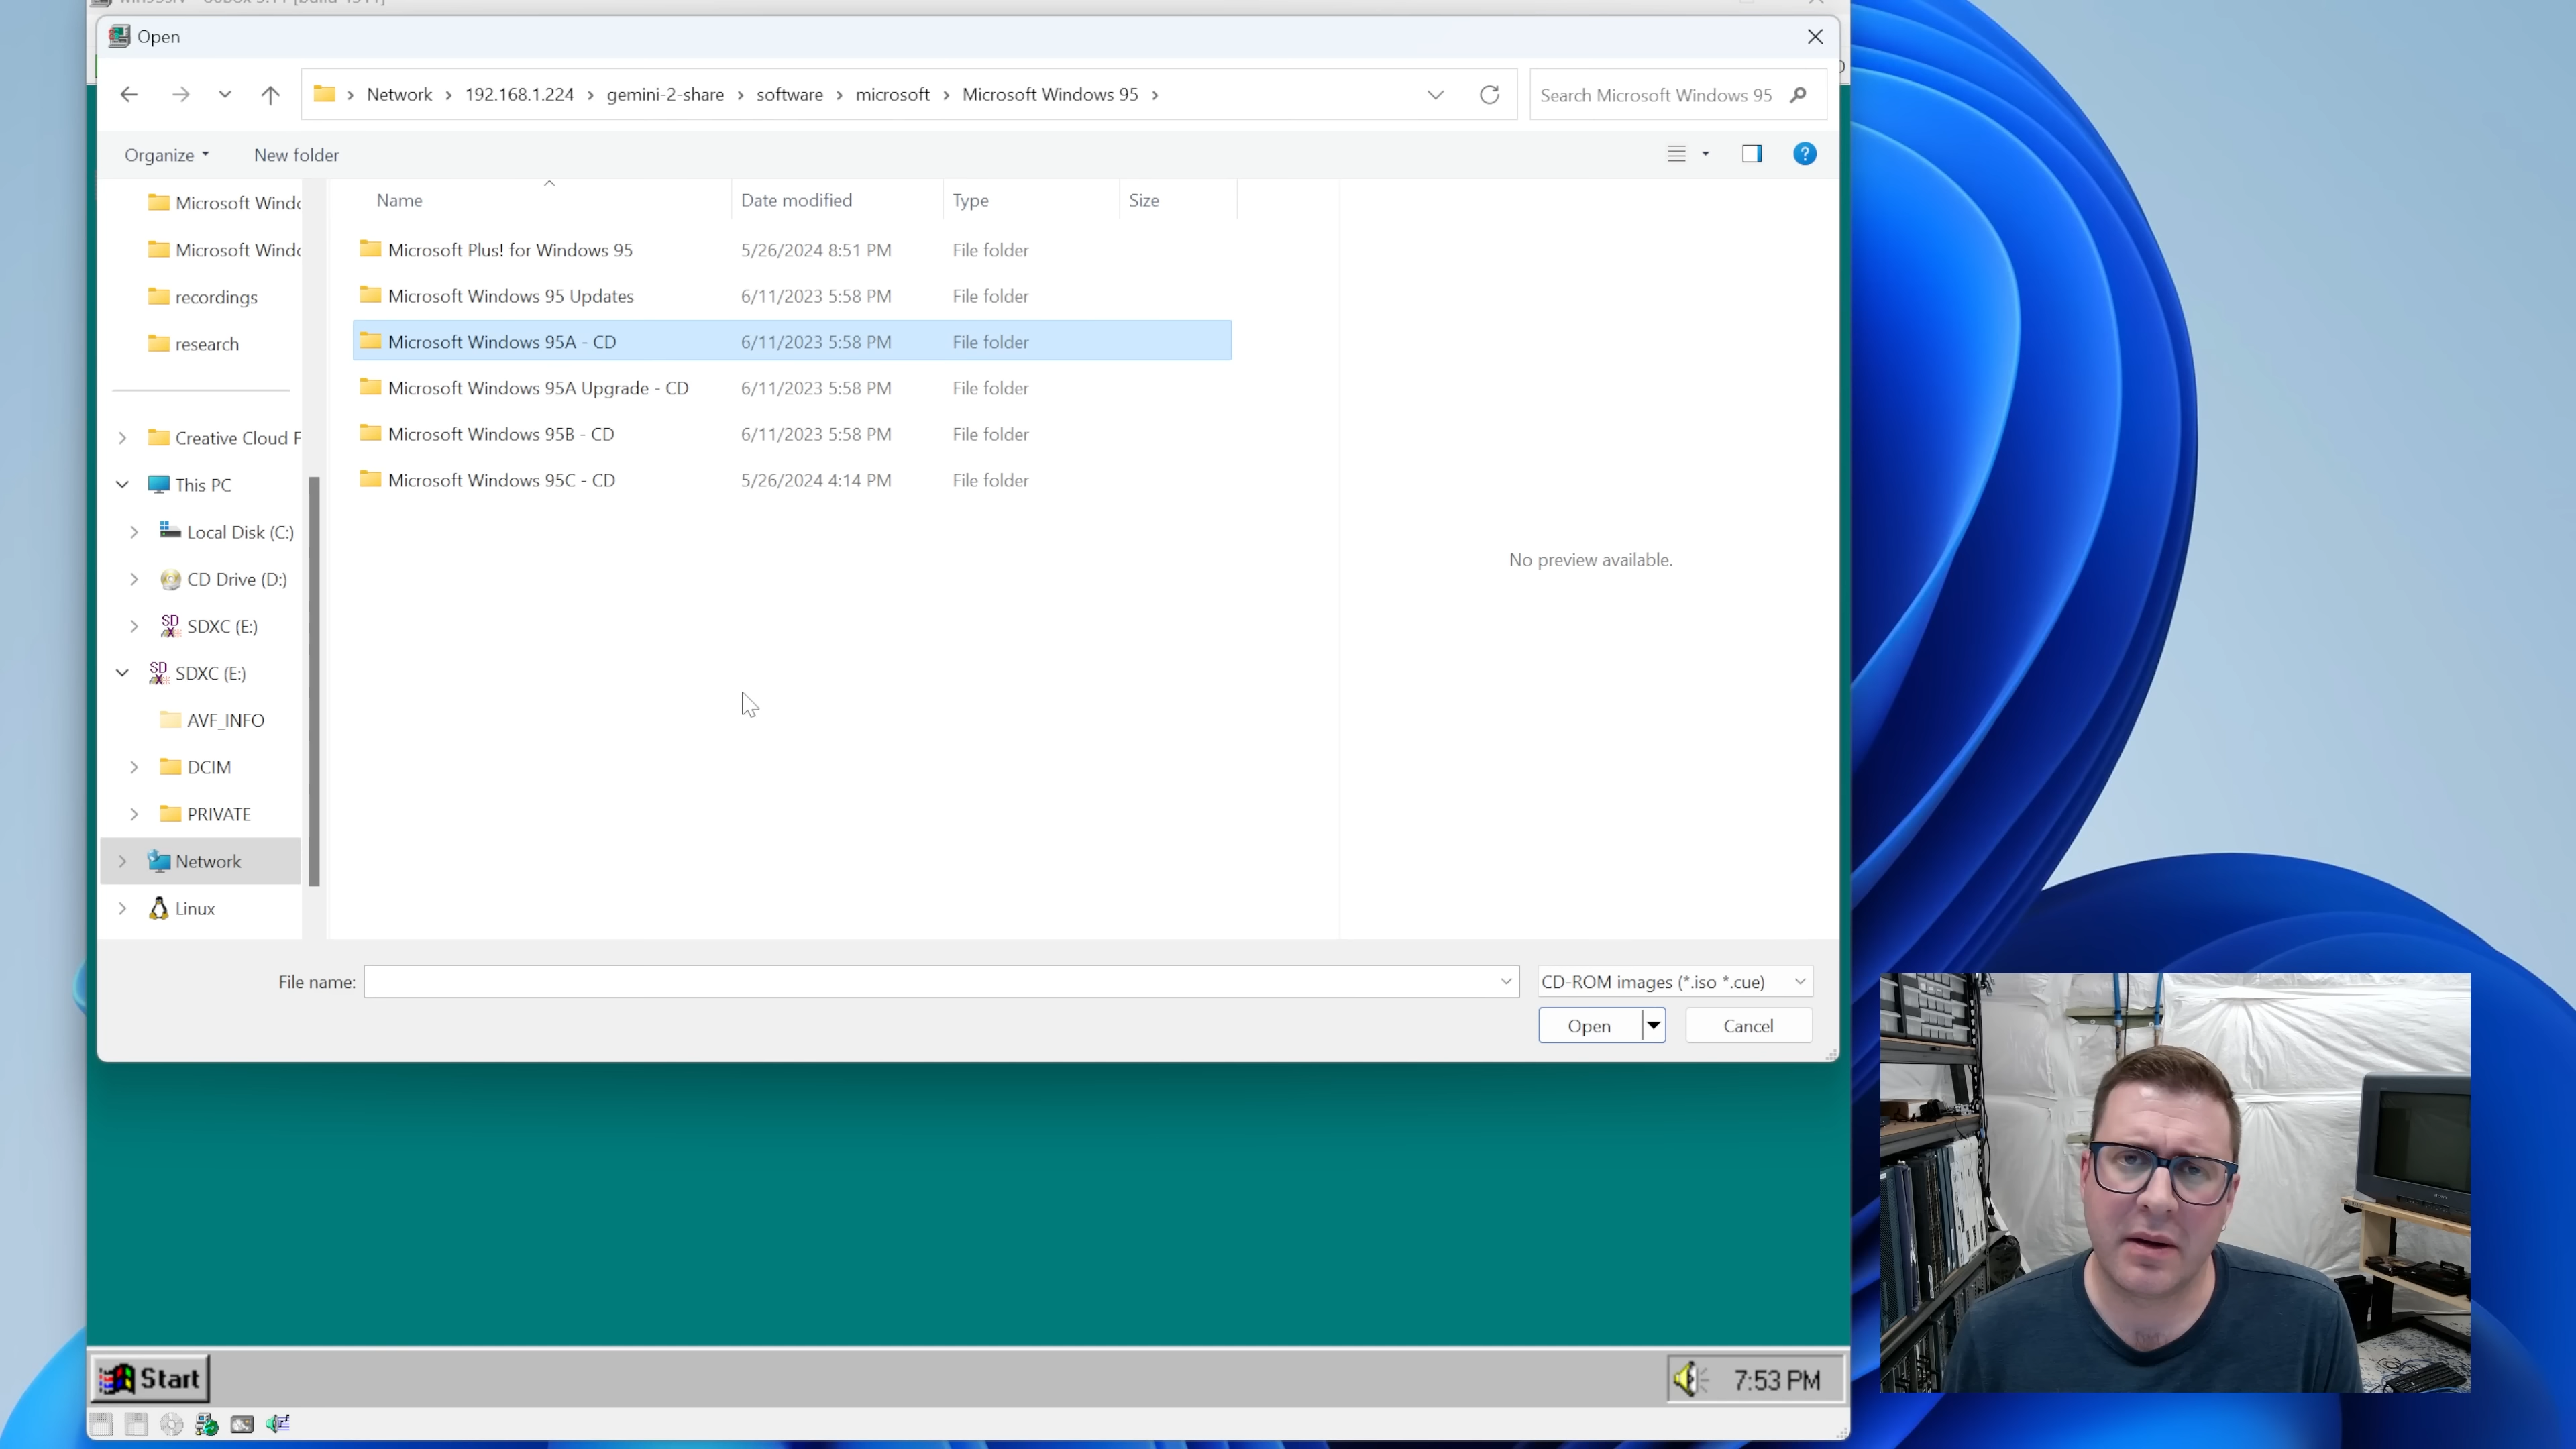 Open
Network 192.168.1.224 gemini-2-share software microsoft Microsoft Windows 95
Search Microsoft Windows 95
Organize New folder
Name Date modified Type Size
Microsoft Plus! for Windows 95 5/26/2024 8:51 PM File folder
Microsoft Windows 95 Updates 6/11/2023 5:58 PM File folder
Microsoft Windows 95A - CD 6/11/2023 5:58 PM File folder
Microsoft Windows 95A Upgrade - CD 6/11/2023 5:58 PM File folder
Microsoft Windows 95B - CD 6/11/2023 5:58 PM File folder
Microsoft Windows 95C - CD 5/26/2024 4:14 PM File folder
Microsoft Windo
Microsoft Windo
recordings
research
Creative Cloud F
This PC
Local Disk (C:)
CD Drive (D:)
SD SDXC (E:)
SD SDXC (E:)
AVF_INFO
DCIM
PRIVATE
Network
Linux
No preview available.
File name:
CD-ROM images (*.iso *.cue)
Open Cancel
Start 7:53 PM